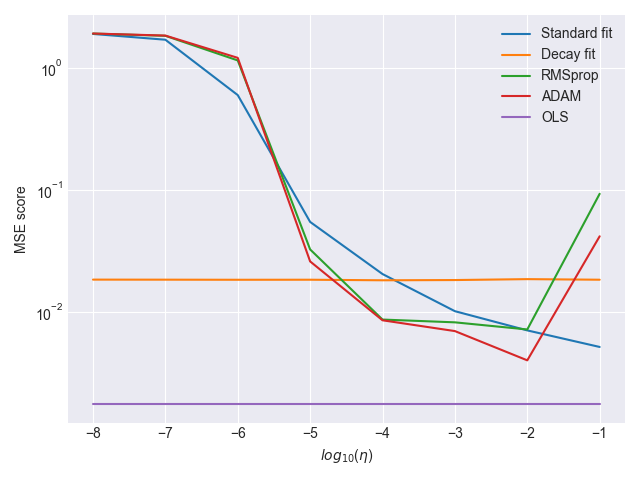 Standard fit
Decay fit
RMSprop
ADAM
OLS
MSE score
10⁰
10⁻¹
10⁻²
−8 −7 −6 −5 −4 −3 −2 −1
log₁₀(η)